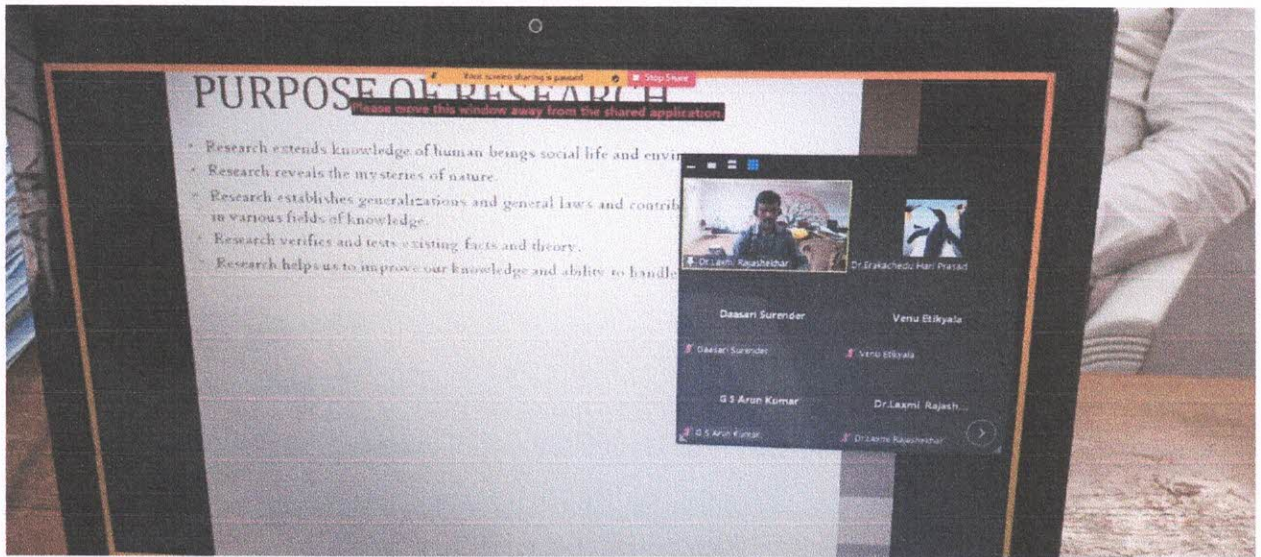 Your screen sharing is paused
Stop Share
PURPOSE OF RESEARCH
Please move this window away from the shared application.
• Research extends knowledge of human beings social life and envir
• Research reveals the mysteries of nature.
• Research establishes generalizations and general laws and contrib
in various fields of knowledge.
• Research verifies and tests existing facts and theory.
• Research helps us to improve our knowledge and ability to handle
Dr.Laxmi Rajashekhar
Dr.Erakachedu Hari Prasad
Daasari Surender
Venu Etikyala
Daasari Surender
Venu Etikyala
G S Arun Kumar
Dr.Laxmi Rajash...
G S Arun Kumar
Dr.Laxmi Rajashekhar